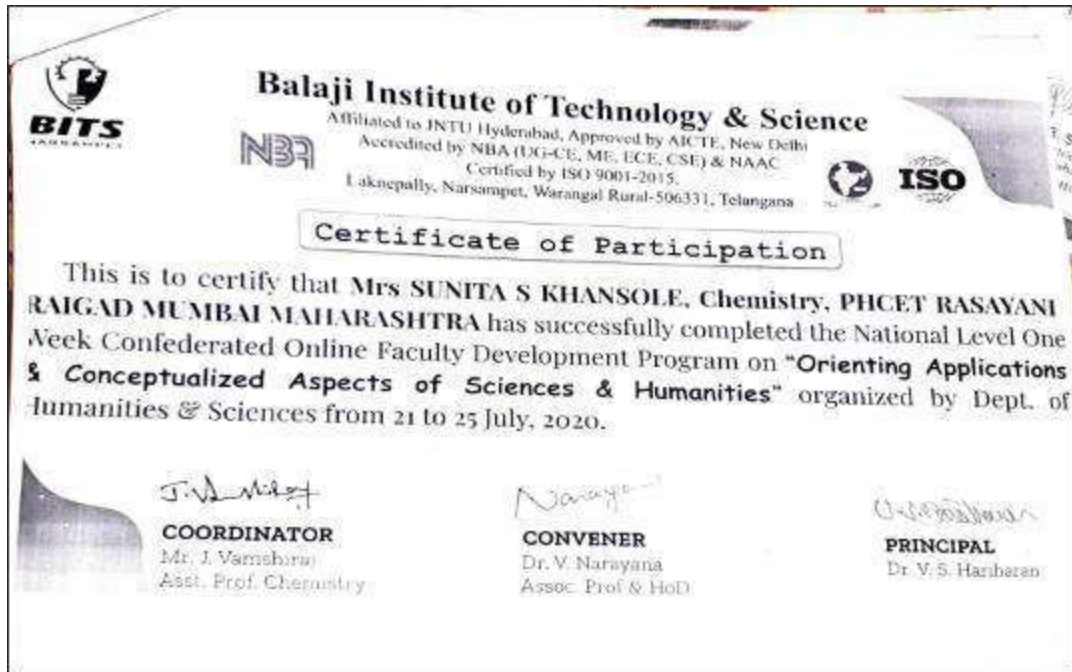 BITS
NARSAMPET
Balaji Institute of Technology & Science
Affiliated to JNTU Hyderabad, Approved by AICTE, New Delhi
NBA
Accredited by NBA (UG-CE, ME, ECE, CSE) & NAAC
Certified by ISO 9001-2015.
ISO
Laknepally, Narsampet, Warangal Rural-506331, Telangana
Certificate of Participation
This is to certify that Mrs SUNITA S KHANSOLE, Chemistry, PHCET RASAYANI
RAIGAD MUMBAI MAHARASHTRA has successfully completed the National Level One
Week Confederated Online Faculty Development Program on "Orienting Applications
& Conceptualized Aspects of Sciences & Humanities" organized by Dept. of
Humanities & Sciences from 21 to 25 July, 2020.
Narayana
COORDINATOR
CONVENER
PRINCIPAL
Mr. J. Vamshiraj
Dr. V. Narayana
Dr. V. S. Hariharan
Asst. Prof. Chemistry
Assoc. Prof & HoD